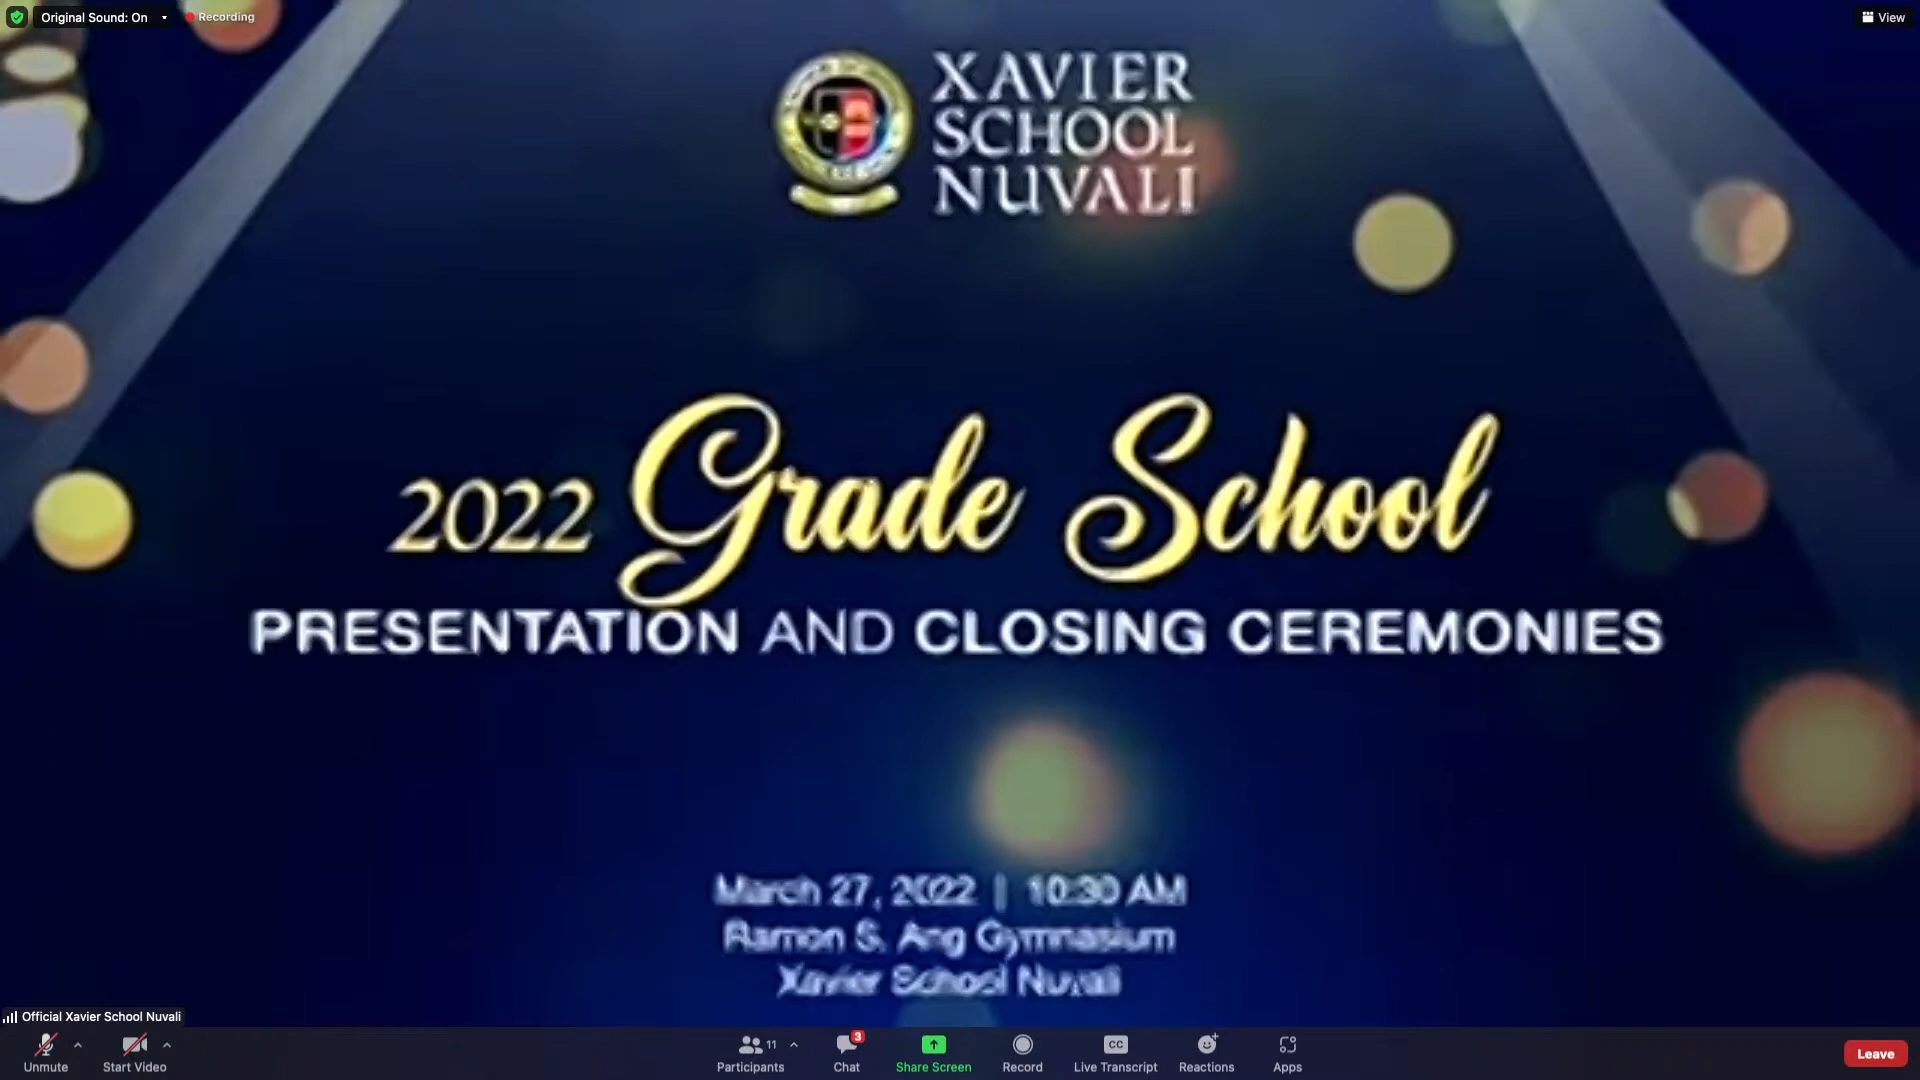 Original Sound: On
Recording
View
XAVIER
SCHOOL
NUVALI
2022 Grade School
PRESENTATION AND CLOSING CEREMONIES
March 27, 2022 | 10:30 AM
Ramon S. Ang Gymnasium
Xavier School Nuvali
Official Xavier School Nuvali
Unmute
Start Video
11
Participants
3
Chat
Share Screen
Record
CC
Live Transcript
Reactions
Apps
Leave